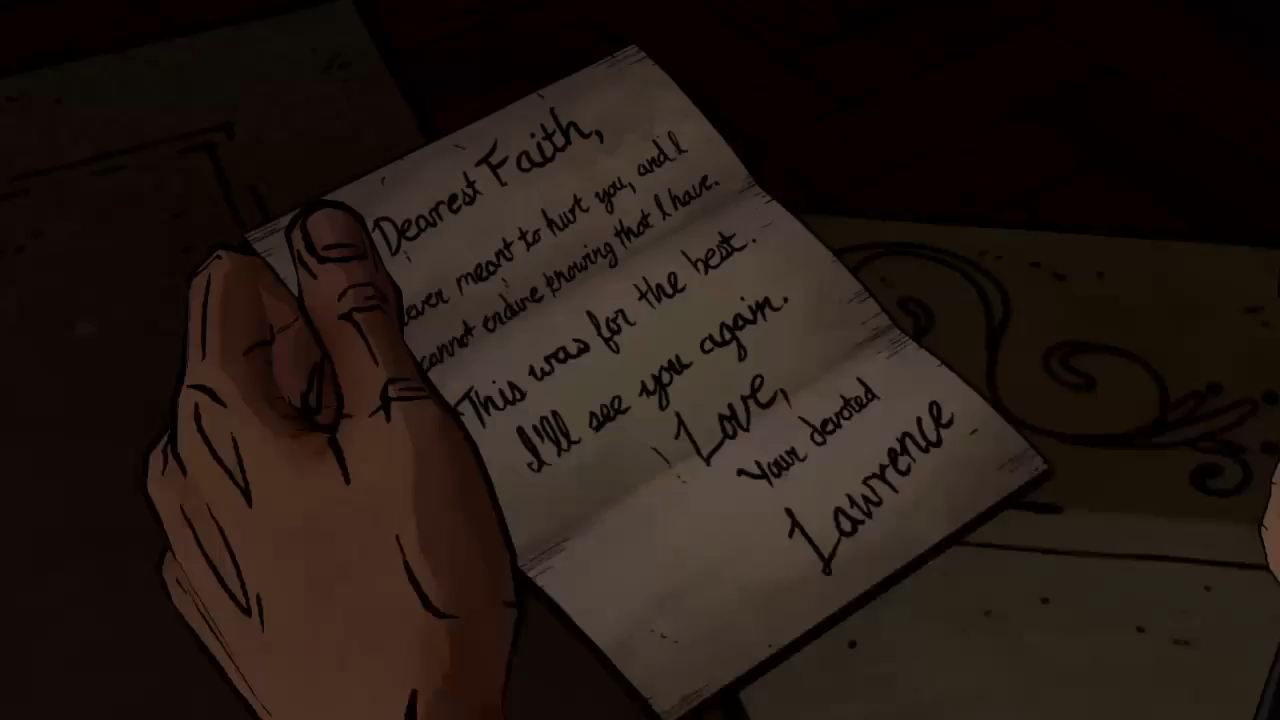 Dearest Faith,
ever meant to hurt you, and I
cannot endure knowing that I have.
This was for the best.
I'll see you again.
Love,
Your devoted
Lawrence